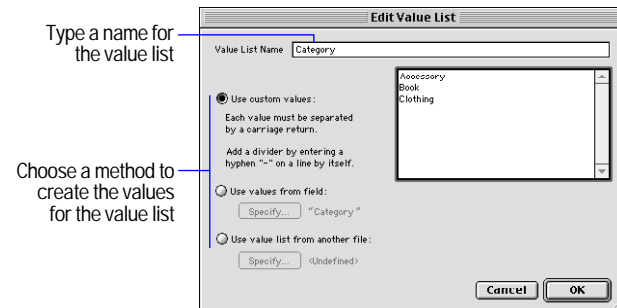 Edit Value List
Type a name for
the value list
Value List Name Category
Accessory
Book
Clothing
Use custom values:
Each value must be separated
by a carriage return.
Add a divider by entering a
hyphen "-" on a line by itself.
Choose a method to
create the values
for the value list
Use values from field:
Specify... "Category"
Use value list from another file:
Specify... <Undefined>
Cancel OK